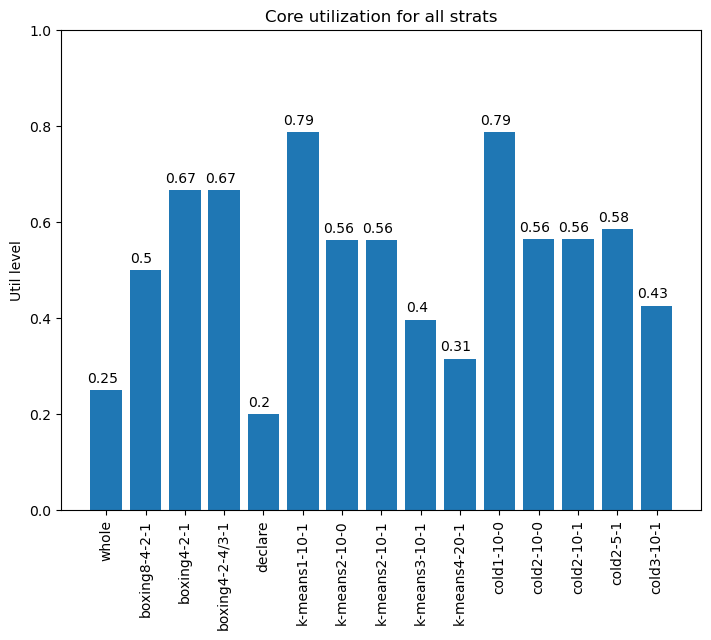 Core utilization for all strats
Util level
1.0
0.8
0.6
0.4
0.2
0.0
0.25
0.5
0.67
0.67
0.2
0.79
0.56
0.56
0.4
0.31
0.79
0.56
0.56
0.58
0.43
whole
boxing8-4-2-1
boxing4-2-1
boxing4-2-4/3-1
declare
k-means1-10-1
k-means2-10-0
k-means2-10-1
k-means3-10-1
k-means4-20-1
cold1-10-0
cold2-10-0
cold2-10-1
cold2-5-1
cold3-10-1